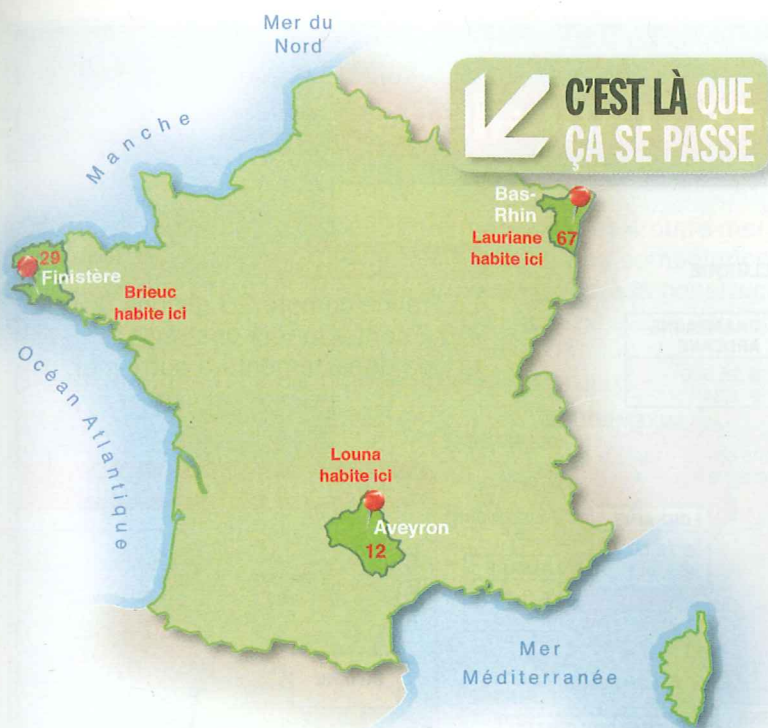 Mer du
Nord
C'EST LÀ QUE
ÇA SE PASSE
Manche
Bas-
Rhin
Lauriane
habite ici
67
29
Finistère
Brieuc
habite ici
Océan Atlantique
Louna
habite ici
Aveyron
12
Mer
Méditerranée